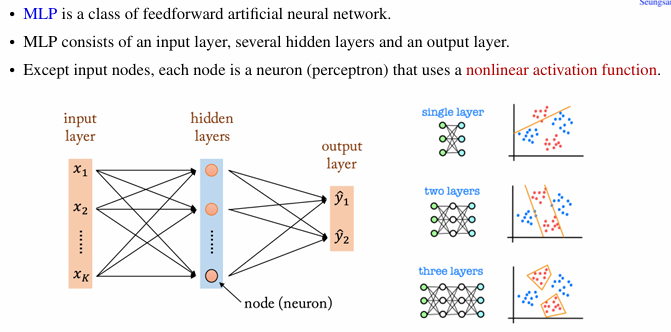 • MLP is a class of feedforward artificial neural network.
• MLP consists of an input layer, several hidden layers and an output layer.
• Except input nodes, each node is a neuron (perceptron) that uses a nonlinear activation function.
input
layer
hidden
layers
output
layer
x₁
x₂
x_K
ŷ₁
ŷ₂
node (neuron)
single layer
two layers
three layers